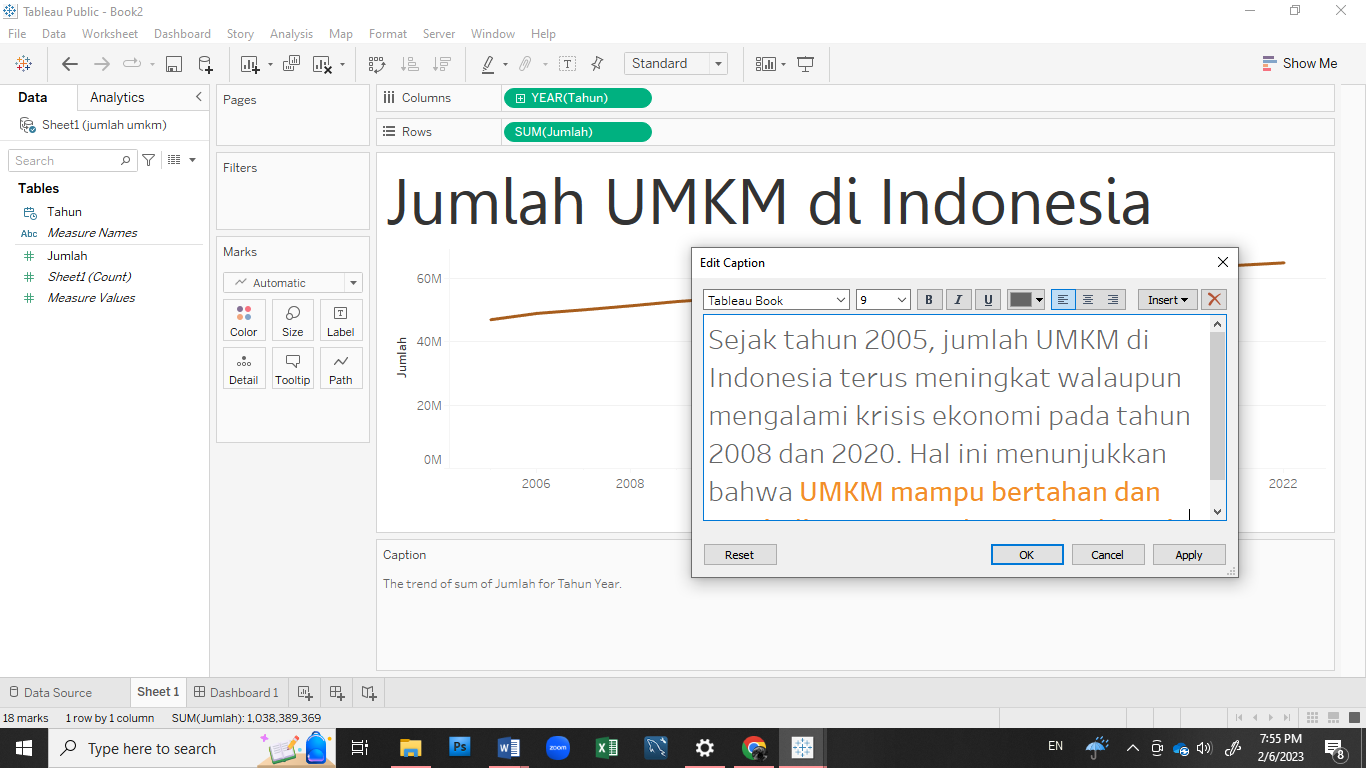 Tableau Public - Book2
File Data Worksheet Dashboard Story Analysis Map Format Server Window Help
Standard
Show Me
Data Analytics
Sheet1 (jumlah umkm)
Search
Tables
Tahun
Abc Measure Names
Jumlah
Sheet1 (Count)
Measure Values
Pages
Filters
Marks
Automatic
Color Size Label
Detail Tooltip Path
Columns YEAR(Tahun)
Rows SUM(Jumlah)
Jumlah UMKM di Indonesia
Jumlah
60M
40M
20M
0M
2006 2008 2022
Edit Caption
Tableau Book 9 B I U Insert
Sejak tahun 2005, jumlah UMKM di
Indonesia terus meningkat walaupun
mengalami krisis ekonomi pada tahun
2008 dan 2020. Hal ini menunjukkan
bahwa UMKM mampu bertahan dan
Reset OK Cancel Apply
Caption
The trend of sum of Jumlah for Tahun Year.
Data Source Sheet 1 Dashboard 1
18 marks 1 row by 1 column SUM(Jumlah): 1,038,389,369
Type here to search
Ps
W
zoom
X
EN
7:55 PM
2/6/2023
8